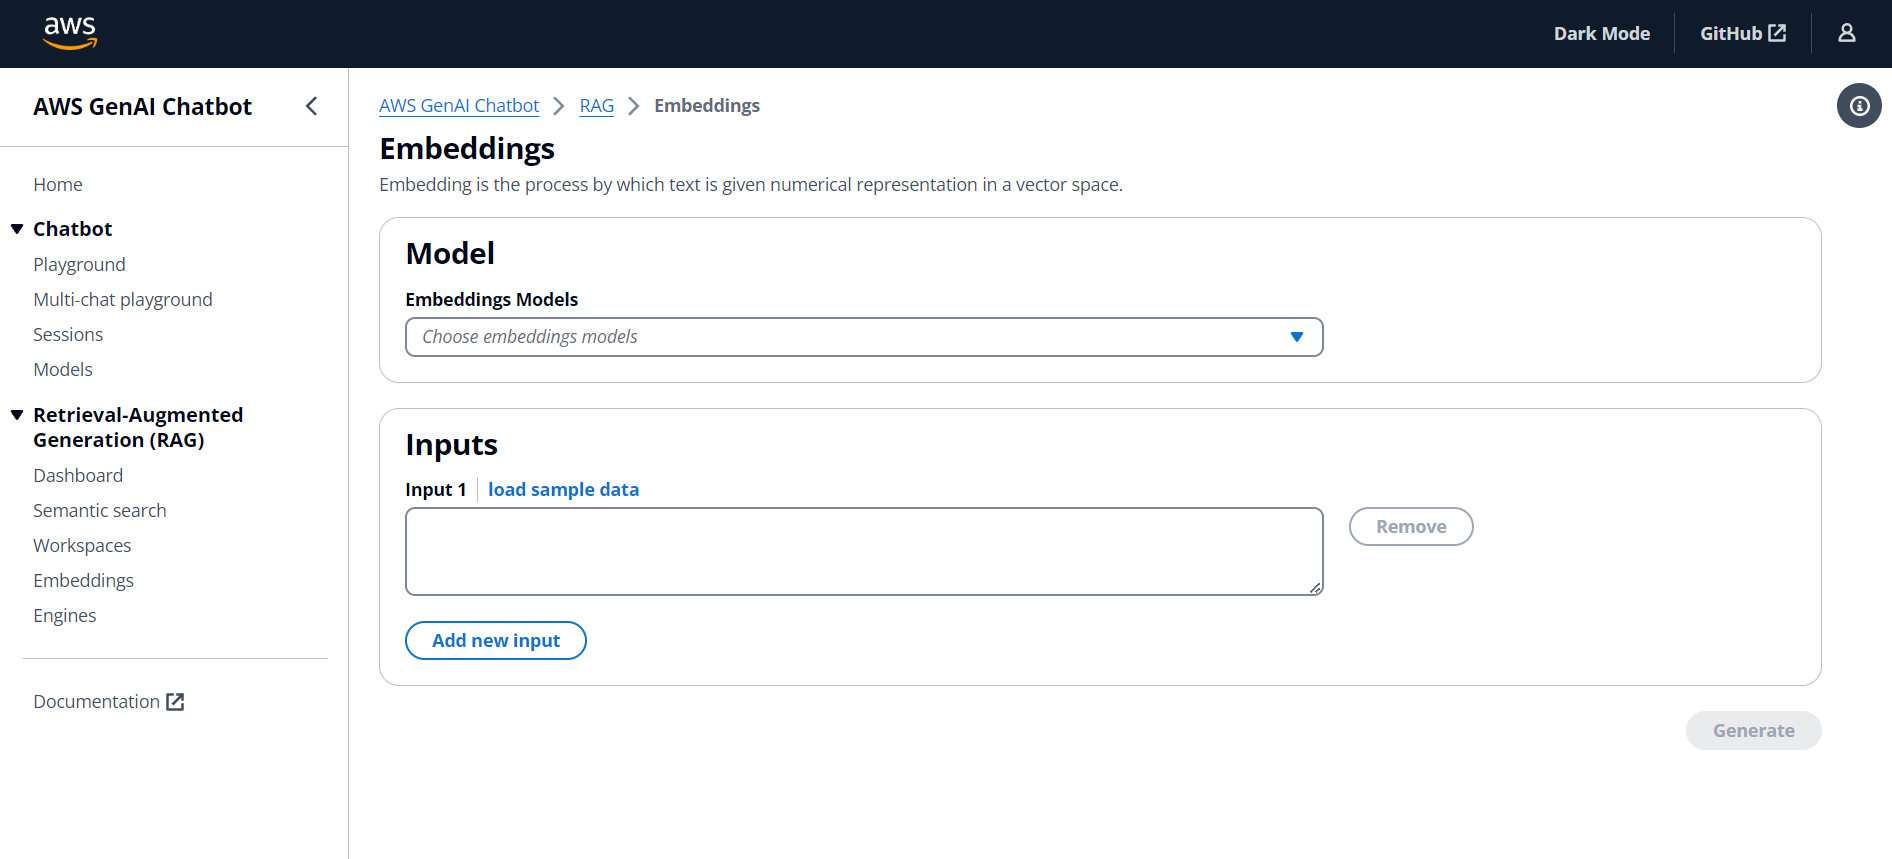 aws
Dark Mode
GitHub
AWS GenAI Chatbot
Home
Chatbot
Playground
Multi-chat playground
Sessions
Models
Retrieval-Augmented
Generation (RAG)
Dashboard
Semantic search
Workspaces
Embeddings
Engines
Documentation
AWS GenAI Chatbot > RAG > Embeddings
Embeddings
Embedding is the process by which text is given numerical representation in a vector space.
Model
Embeddings Models
Choose embeddings models
Inputs
Input 1 load sample data
Remove
Add new input
Generate